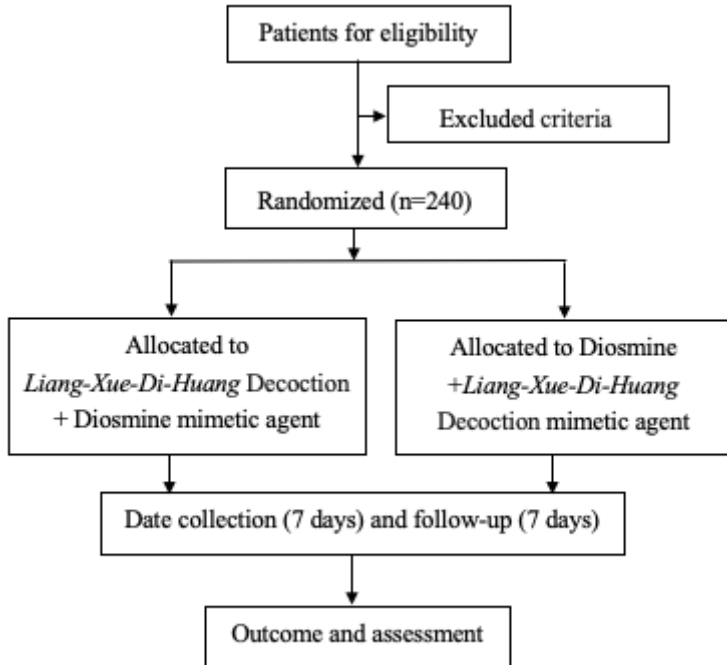 Patients for eligibility
Excluded criteria
Randomized (n=240)
Allocated to
Liang-Xue-Di-Huang Decoction
+ Diosmine mimetic agent
Allocated to Diosmine
+Liang-Xue-Di-Huang
Decoction mimetic agent
Date collection (7 days) and follow-up (7 days)
Outcome and assessment